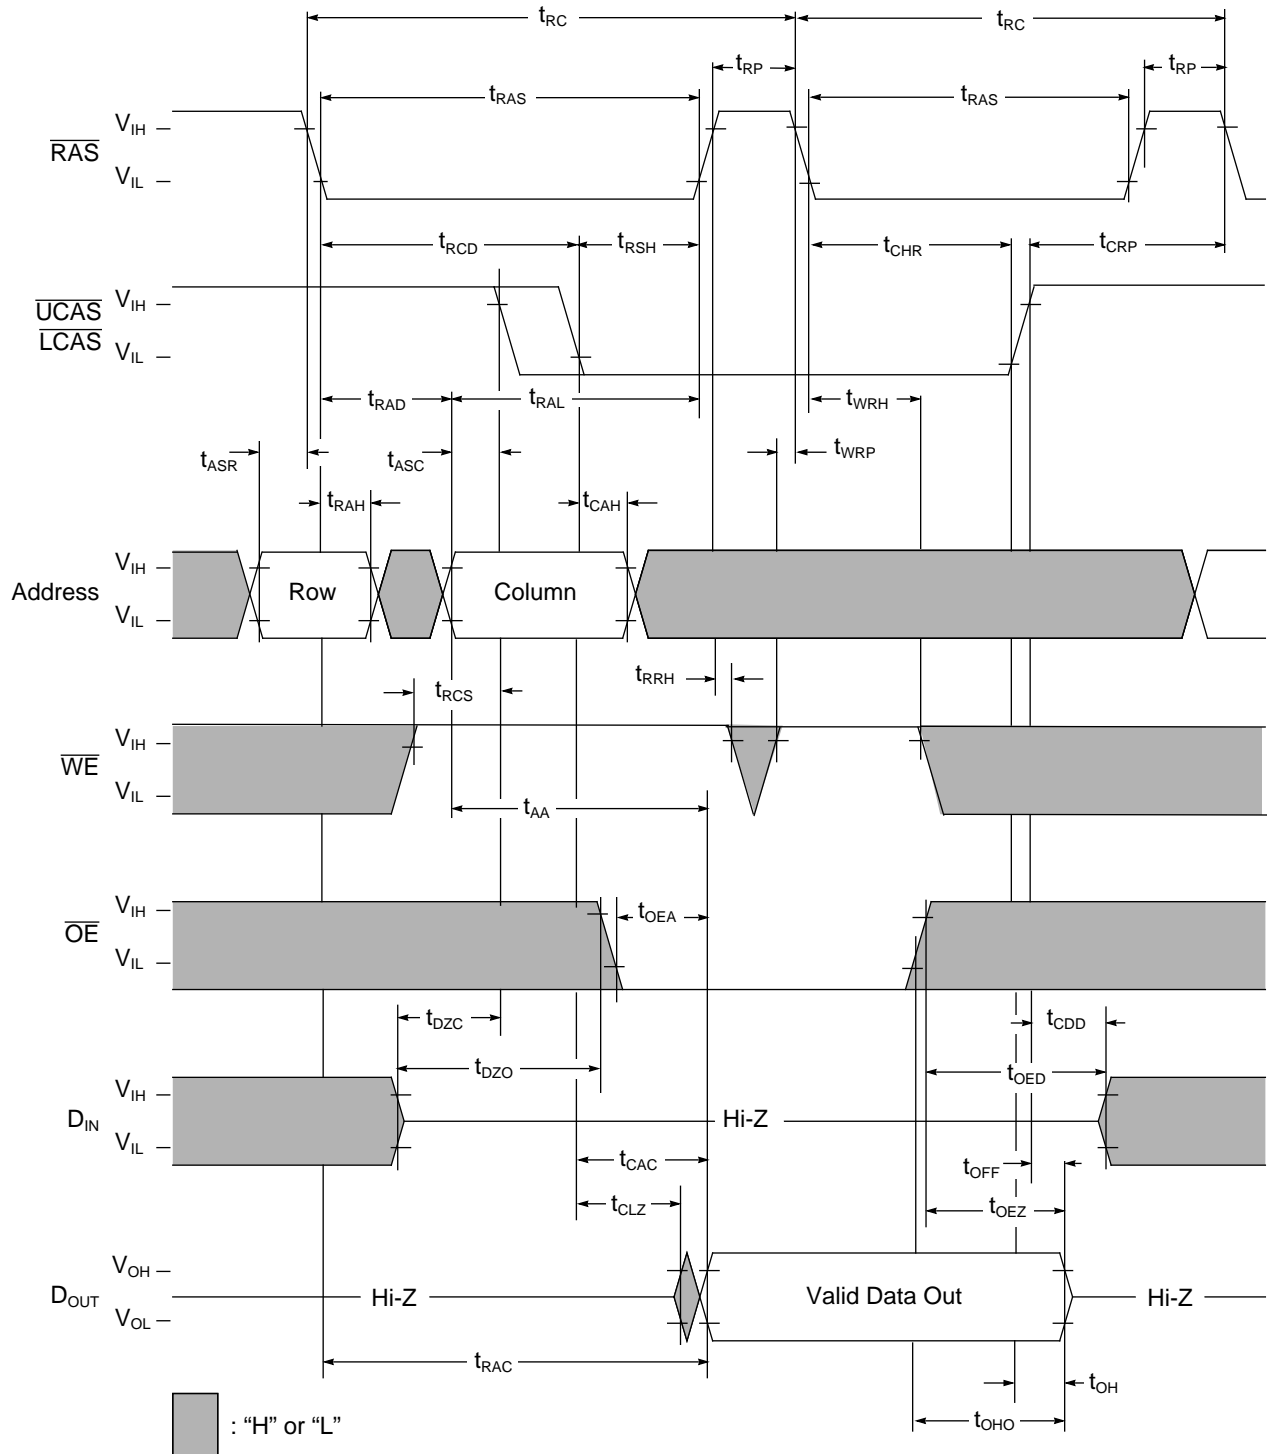 tRC tRC
tRP tRP
tRAS tRAS
RAS VIH
VIL
tRCD tRSH tCHR tCRP
UCAS VIH
LCAS VIL
tRAD tRAL tWRH
tASR tASC tWRP
tRAH tCAH
Address VIH
Row Column
VIL
tRCS tRRH
WE VIH
VIL
tAA
OE VIH
tOEA
VIL
tDZC tCDD
tDZO tOED
DIN VIH
Hi-Z
VIL
tCAC tOFF
tCLZ tOEZ
DOUT VOH
Hi-Z Valid Data Out Hi-Z
VOL
tRAC tOH
tOHO
: “H” or “L”